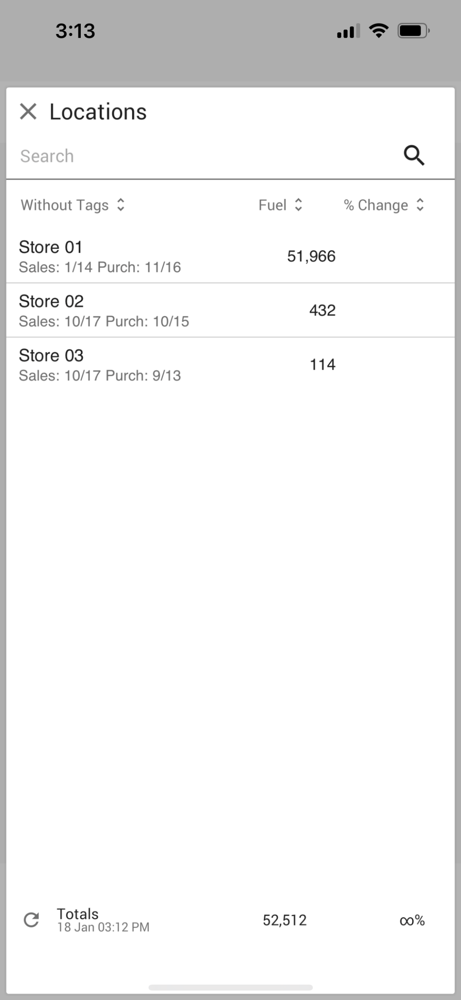 3:13
Locations
Search
Without Tags Fuel % Change
Store 01
51,966
Sales: 1/14 Purch: 11/16
Store 02
432
Sales: 10/17 Purch: 10/15
Store 03
114
Sales: 10/17 Purch: 9/13
Totals
18 Jan 03:12 PM
52,512
∞%